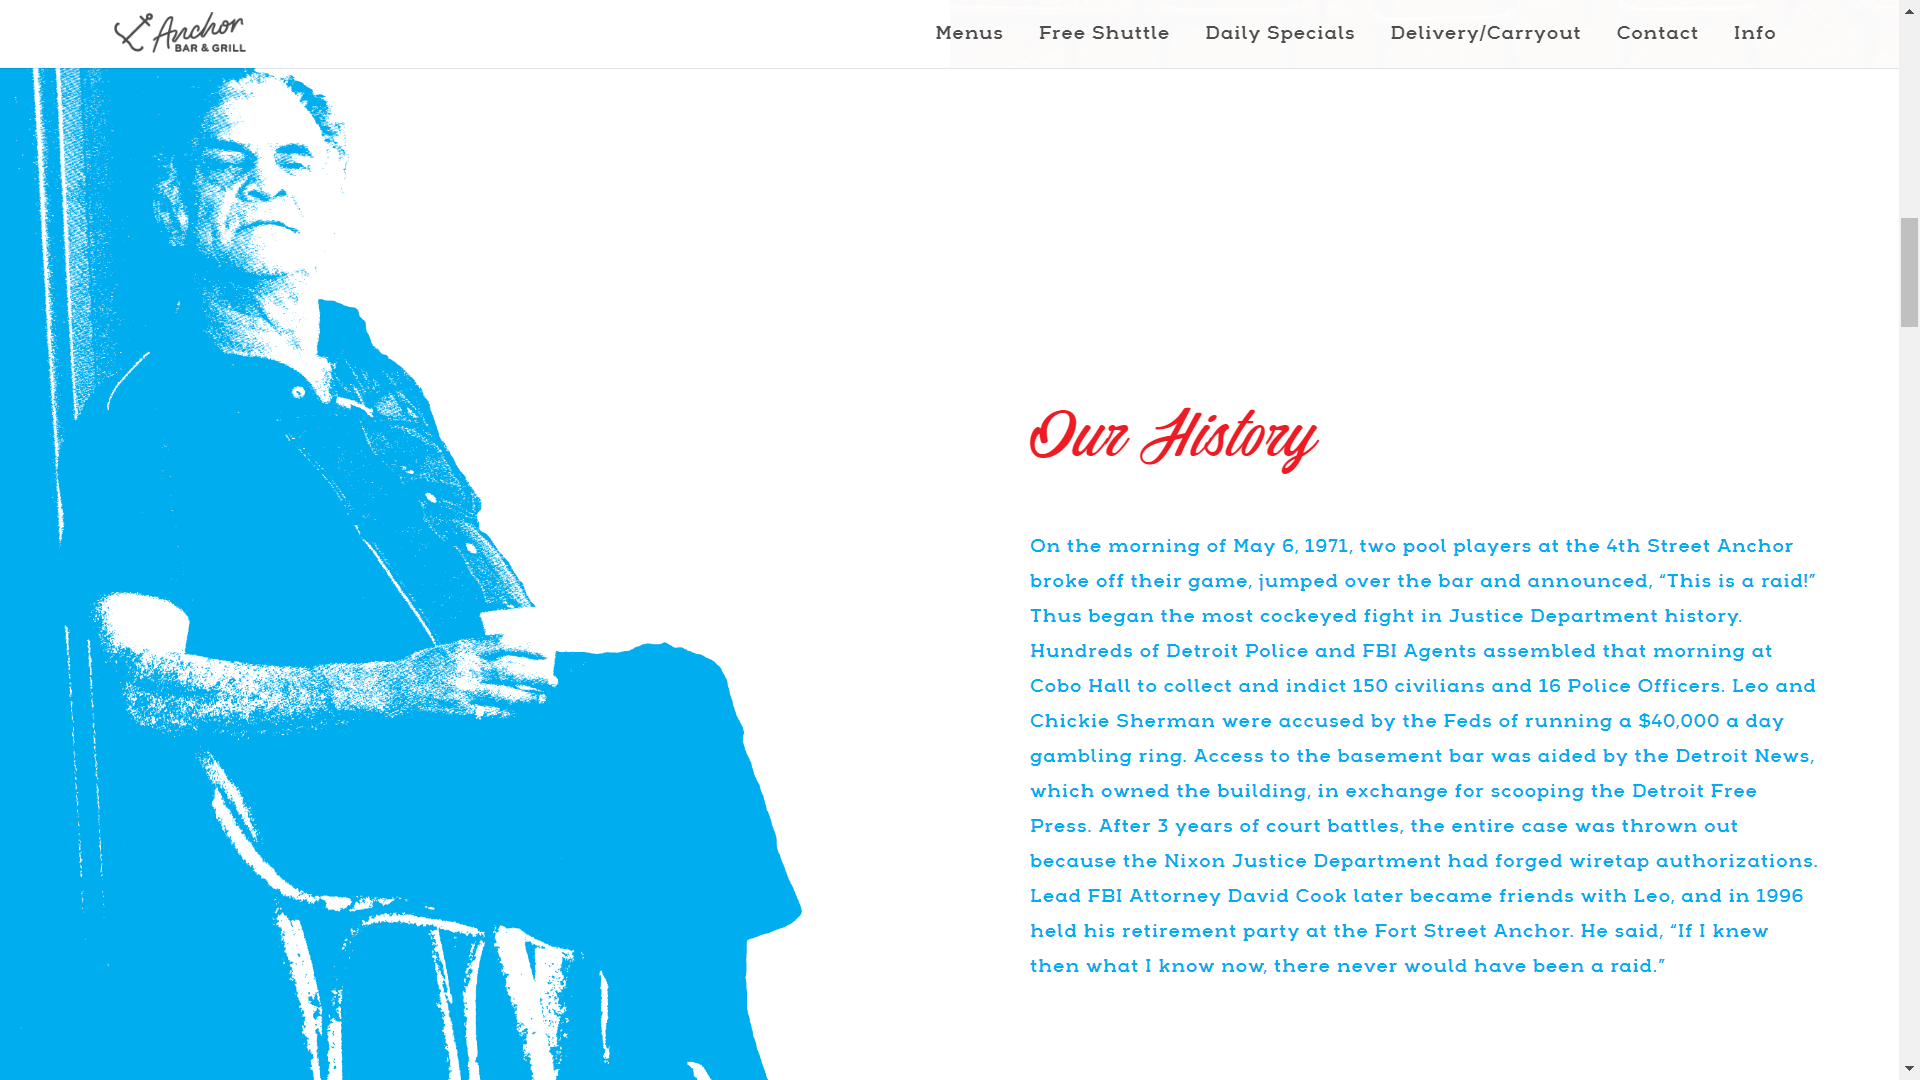 Anchor
BAR & GRILL
Menus
Free Shuttle
Daily Specials
Delivery/Carryout
Contact
Info
Our History
On the morning of May 6, 1971, two pool players at the 4th Street Anchor
broke off their game, jumped over the bar and announced, “This is a raid!”
Thus began the most cockeyed fight in Justice Department history.
Hundreds of Detroit Police and FBI Agents assembled that morning at
Cobo Hall to collect and indict 150 civilians and 16 Police Officers. Leo and
Chickie Sherman were accused by the Feds of running a $40,000 a day
gambling ring. Access to the basement bar was aided by the Detroit News,
which owned the building, in exchange for scooping the Detroit Free
Press. After 3 years of court battles, the entire case was thrown out
because the Nixon Justice Department had forged wiretap authorizations.
Lead FBI Attorney David Cook later became friends with Leo, and in 1996
held his retirement party at the Fort Street Anchor. He said, “If I knew
then what I know now, there never would have been a raid.”